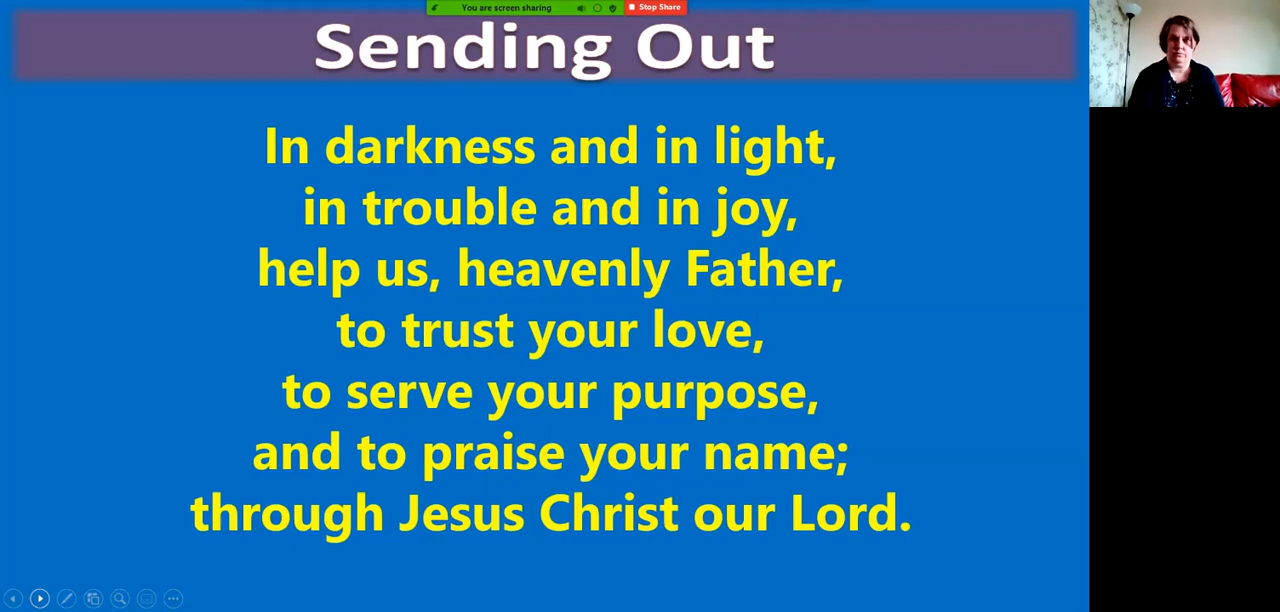 You are screen sharing
Stop Share
Sending Out
In darkness and in light,
in trouble and in joy,
help us, heavenly Father,
to trust your love,
to serve your purpose,
and to praise your name;
through Jesus Christ our Lord.